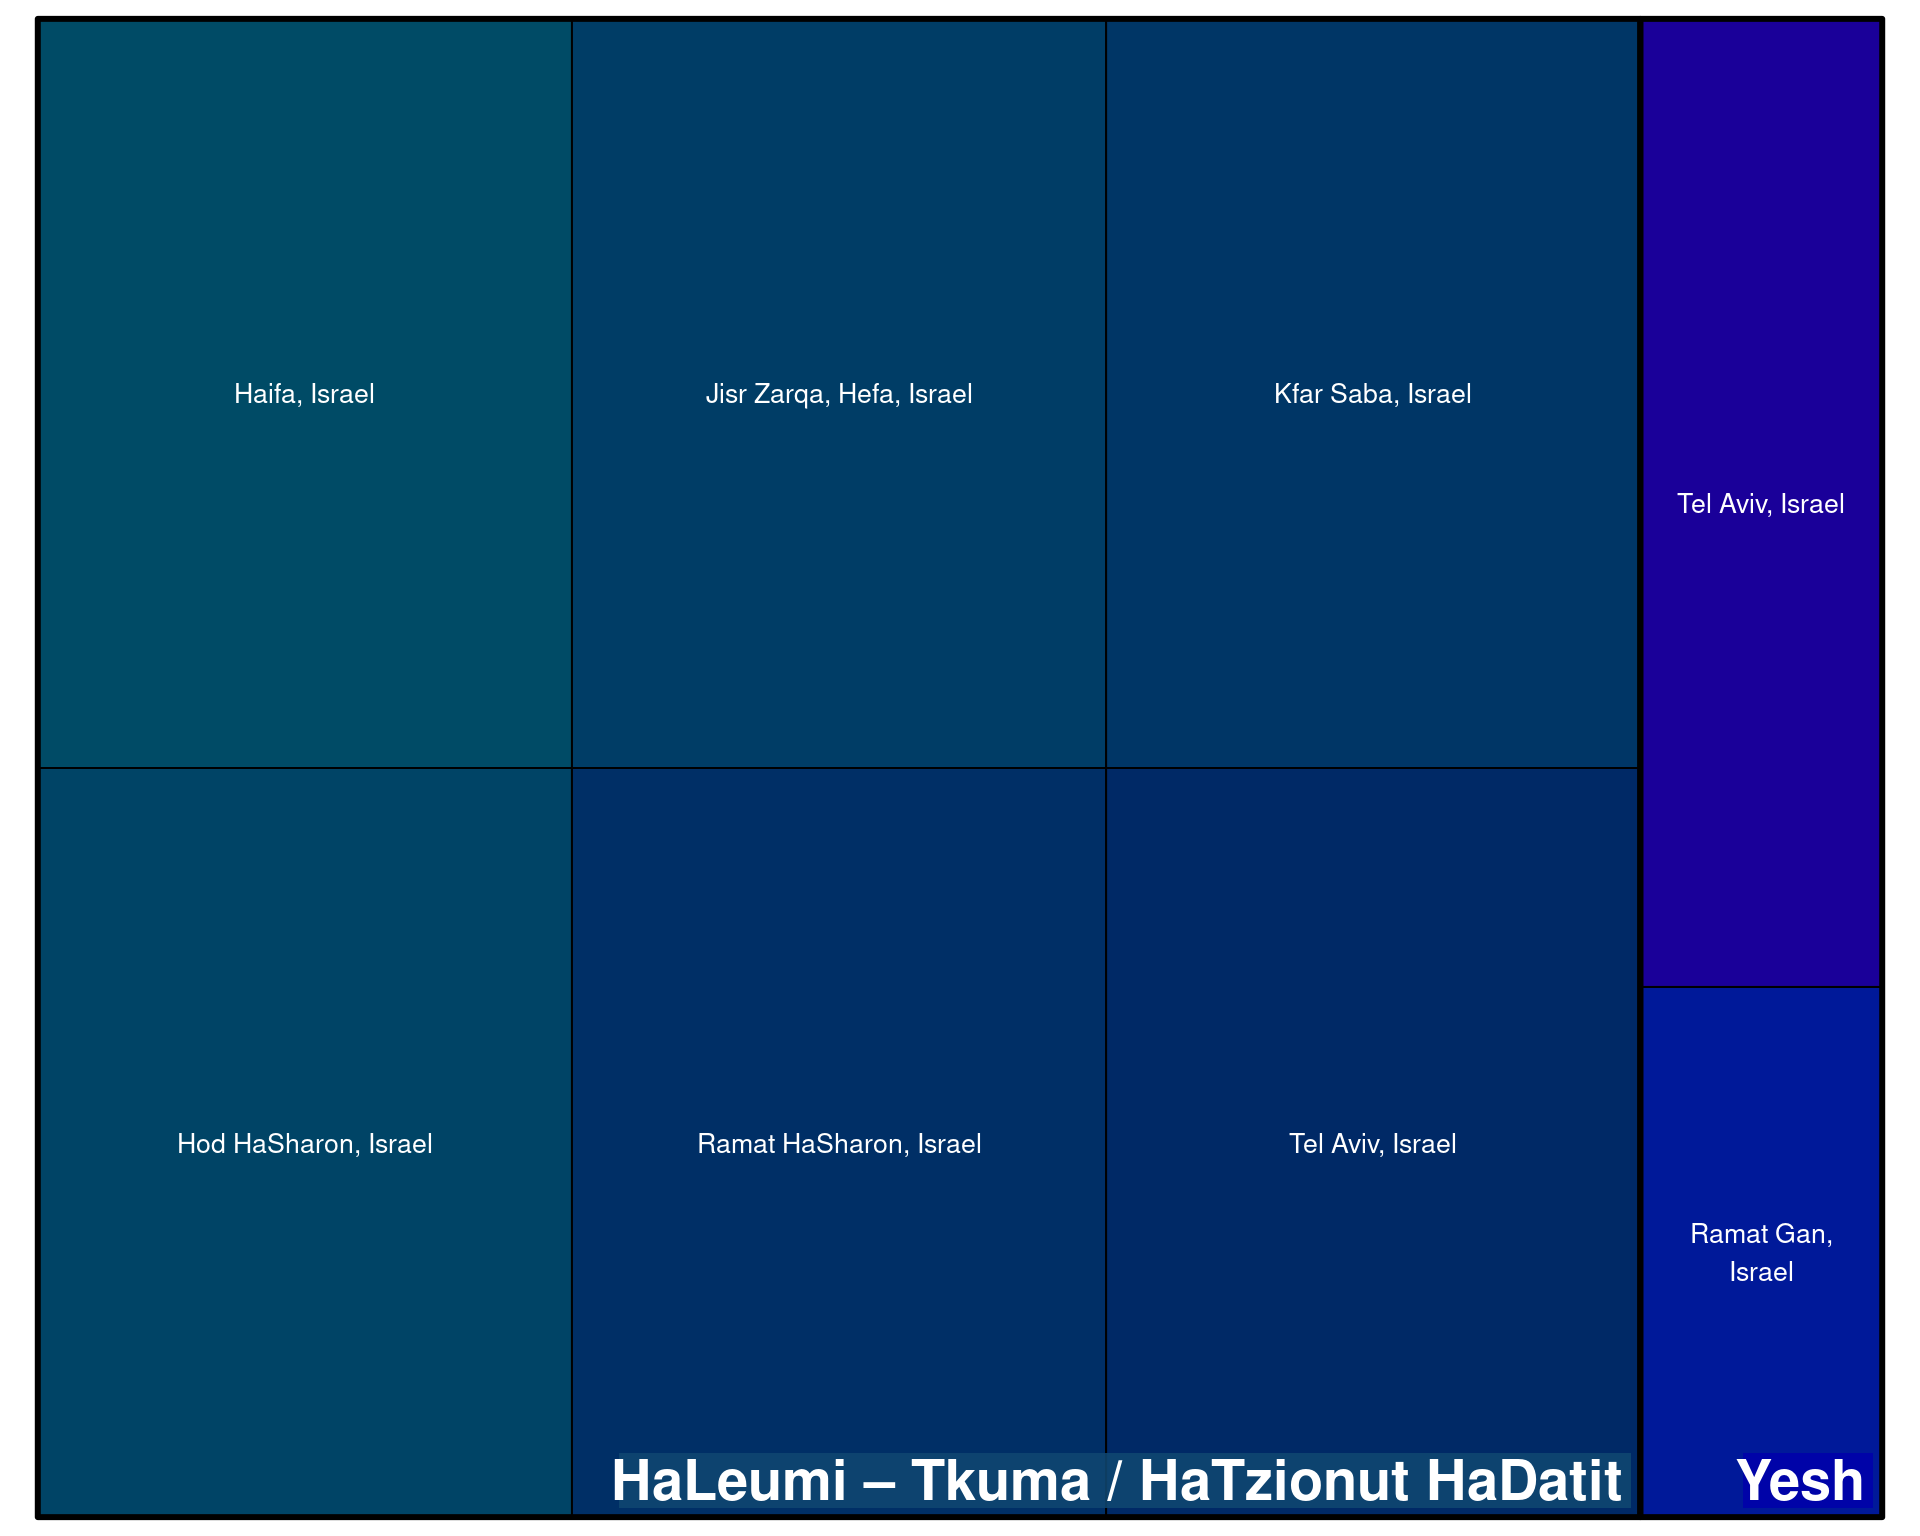 Haifa, Israel
Jisr Zarqa, Hefa, Israel
Kfar Saba, Israel
Tel Aviv, Israel
Hod HaSharon, Israel
Ramat HaSharon, Israel
Tel Aviv, Israel
Ramat Gan,
Israel
HaLeumi – Tkuma / HaTzionut HaDatit
Yesh